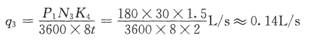 q₃ = P₁N₃K₄ / 3600×8t = 180×30×1.5 / 3600×8×2 L/s ≈ 0.14L/s